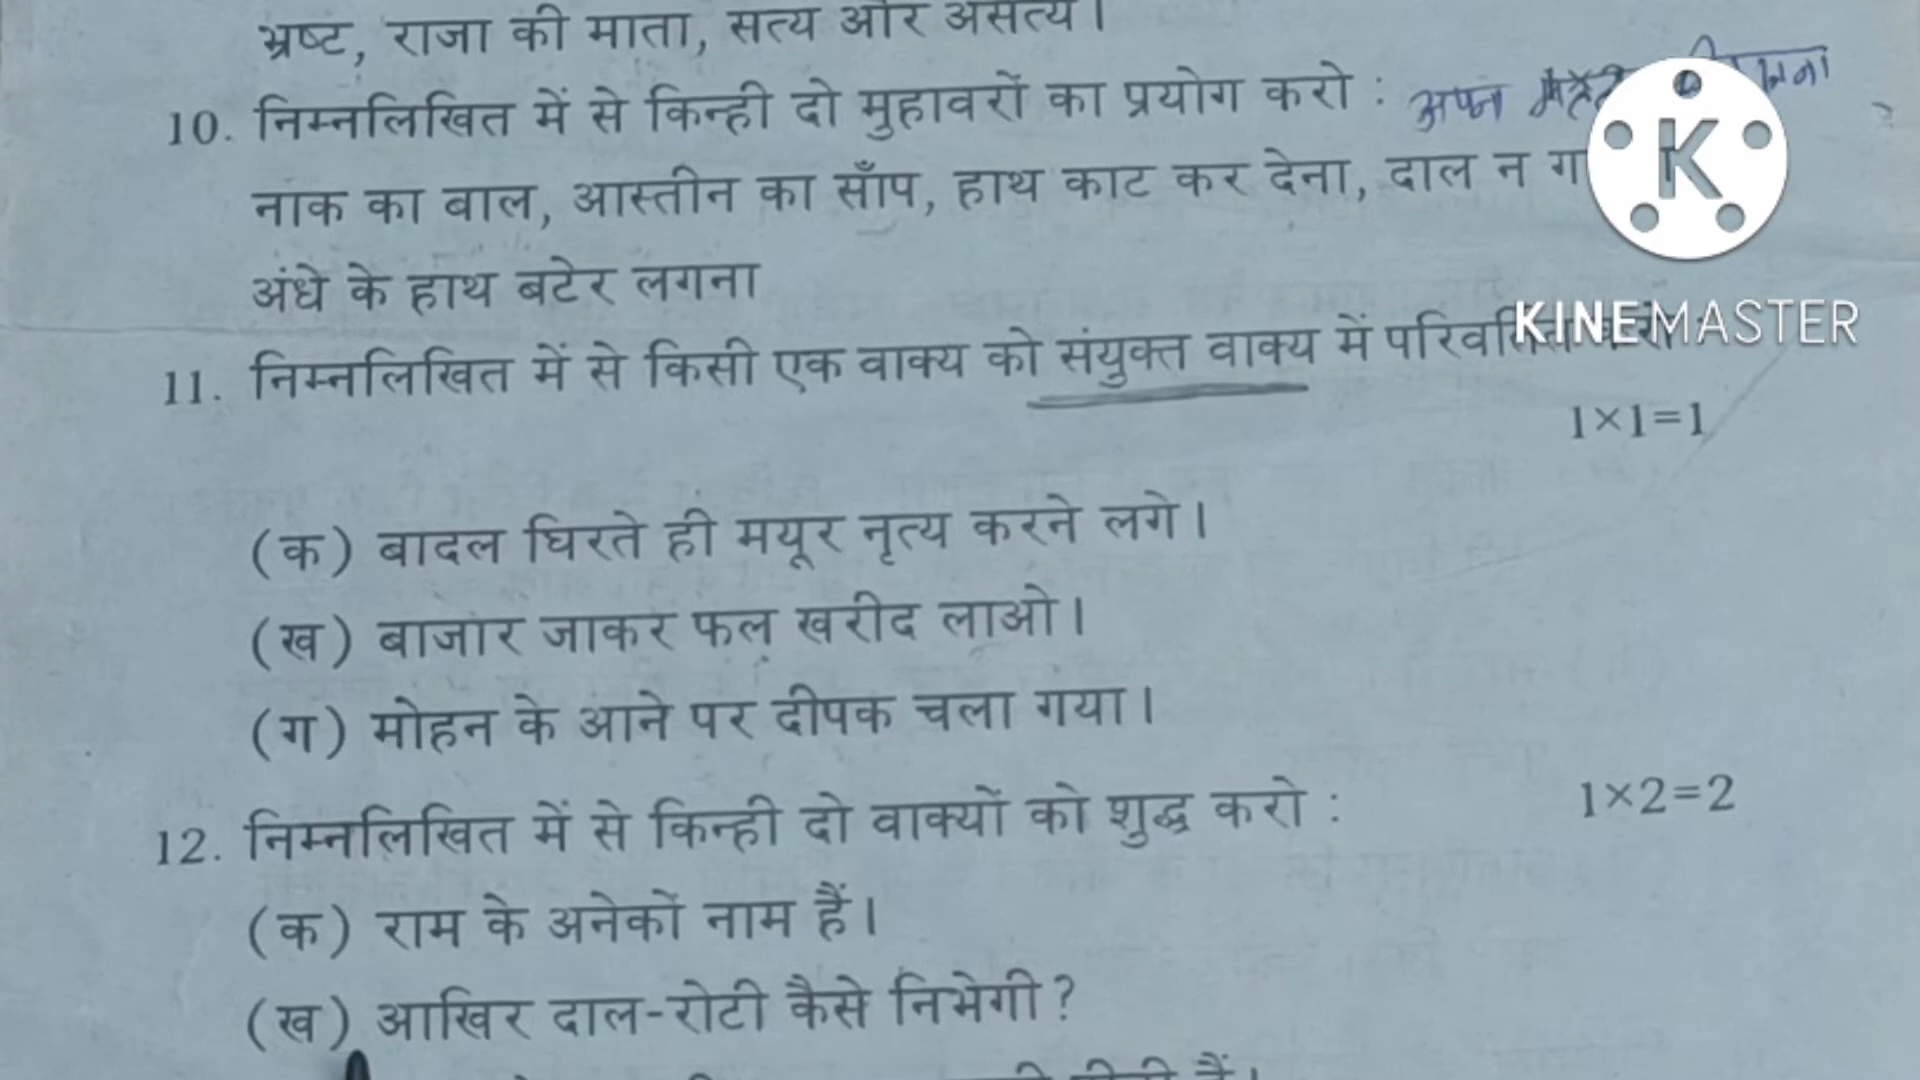 भ्रष्ट, राजा की माता, सत्य और असत्य।
10. निम्नलिखित में से किन्ही दो मुहावरों का प्रयोग करो : अपन
नाक का बाल, आस्तीन का साँप, हाथ काट कर देना, दाल न
अंधे के हाथ बटेर लगना
11. निम्नलिखित में से किसी एक वाक्य को संयुक्त वाक्य में
KINEMASTER
1×1=1
(क) बादल घिरते ही मयूर नृत्य करने लगे।
(ख) बाजार जाकर फल खरीद लाओ।
(ग) मोहन के आने पर दीपक चला गया।
12. निम्नलिखित में से किन्ही दो वाक्यों को शुद्ध करो : 1×2=2
(क) राम के अनेकों नाम हैं।
(ख) आखिर दाल-रोटी कैसे निभेगी?